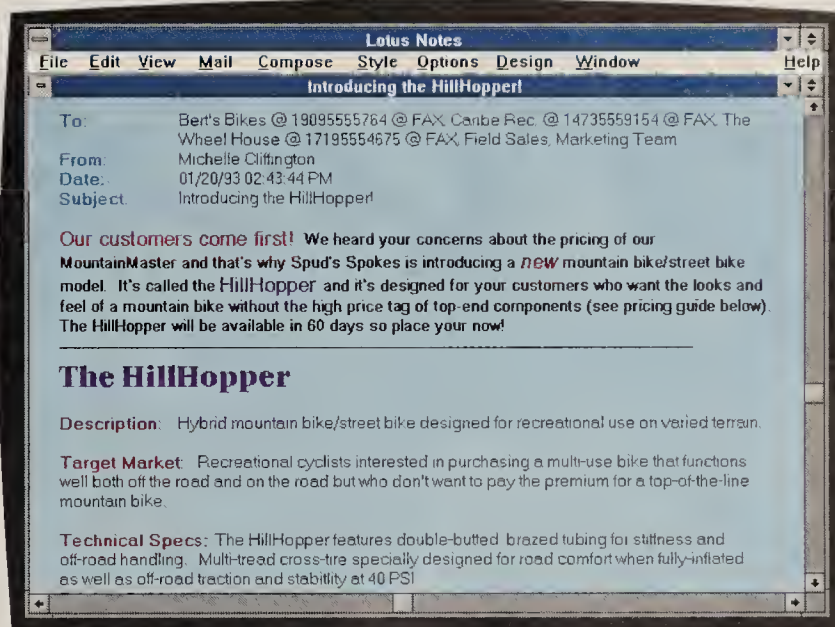 Lotus Notes
File Edit View Mail Compose Style Options Design Window Help
Introducing the HillHopper!
To: Bert's Bikes @ 19095555764 @ FAX, Caribe Rec. @ 14735559154 @ FAX, The
Wheel House @ 17195554675 @ FAX, Field Sales, Marketing Team
From: Michelle Cliffington
Date: 01/20/93 02:43:44 PM
Subject: Introducing the HillHopper!
Our customers come first! We heard your concerns about the pricing of our
MountainMaster and that's why Spud's Spokes is introducing a new mountain bike/street bike
model. It's called the HillHopper and it's designed for your customers who want the looks and
feel of a mountain bike without the high price tag of top-end components (see pricing guide below).
The HillHopper will be available in 60 days so place your now!
The HillHopper
Description: Hybrid mountain bike/street bike designed for recreational use on varied terrain.
Target Market: Recreational cyclists interested in purchasing a multi-use bike that functions
well both off the road and on the road but who don't want to pay the premium for a top-of-the-line
mountain bike.
Technical Specs: The HillHopper features double-butted brazed tubing for stiffness and
off-road handling. Multi-tread cross-tire specially designed for road comfort when fully-inflated
as well as off-road traction and stability at 40 PSI